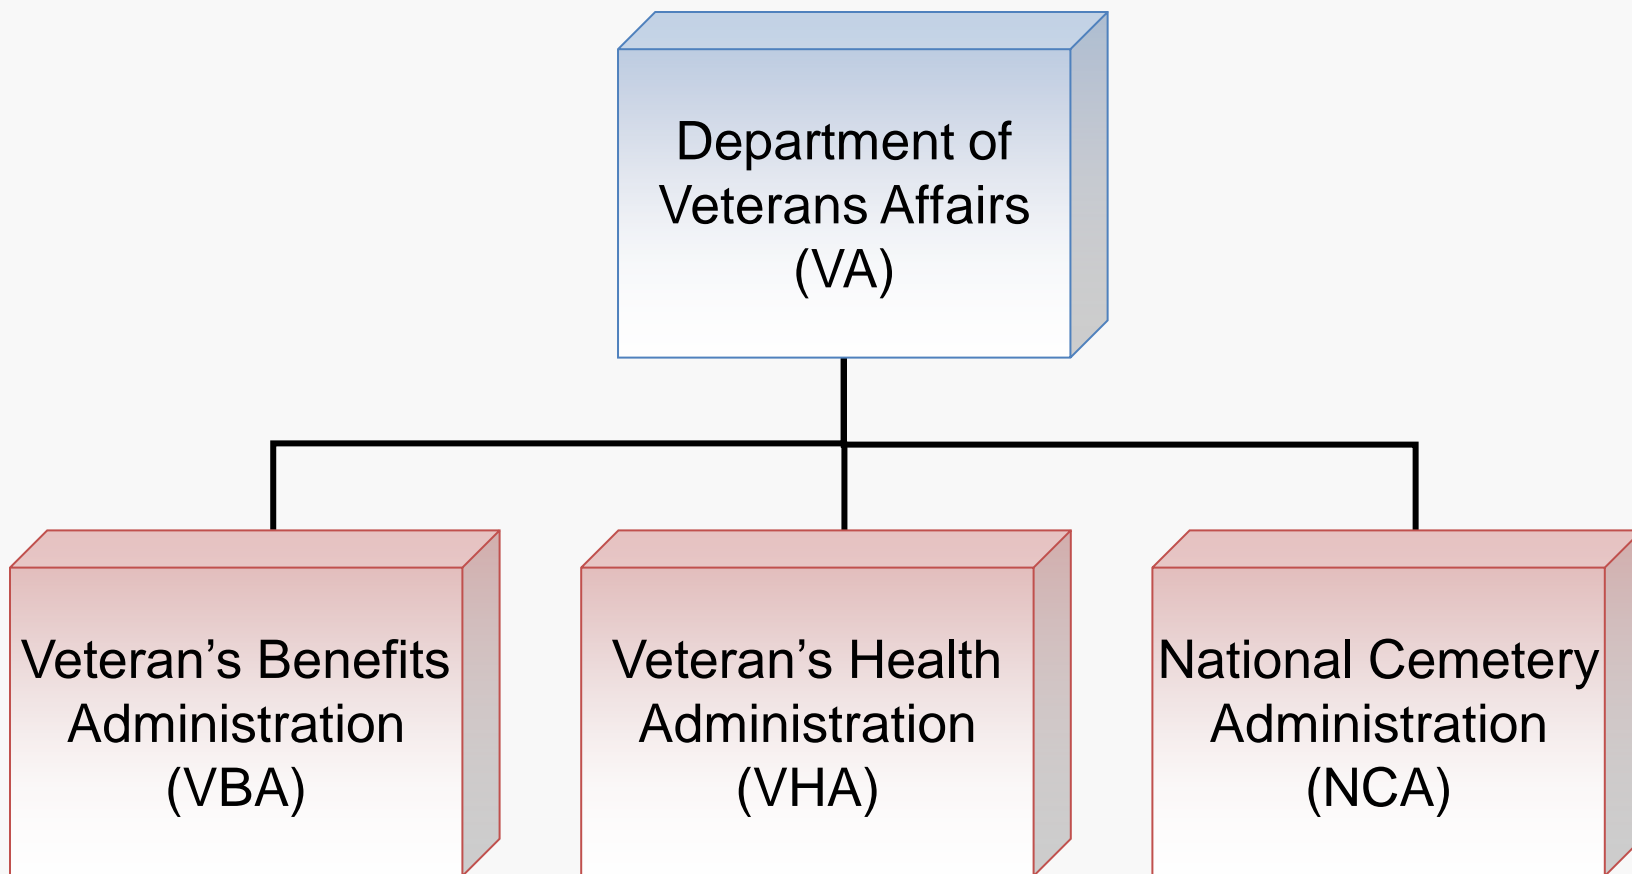 Department of
Veterans Affairs
(VA)
Veteran’s Benefits
Administration
(VBA)
Veteran’s Health
Administration
(VHA)
National Cemetery
Administration
(NCA)